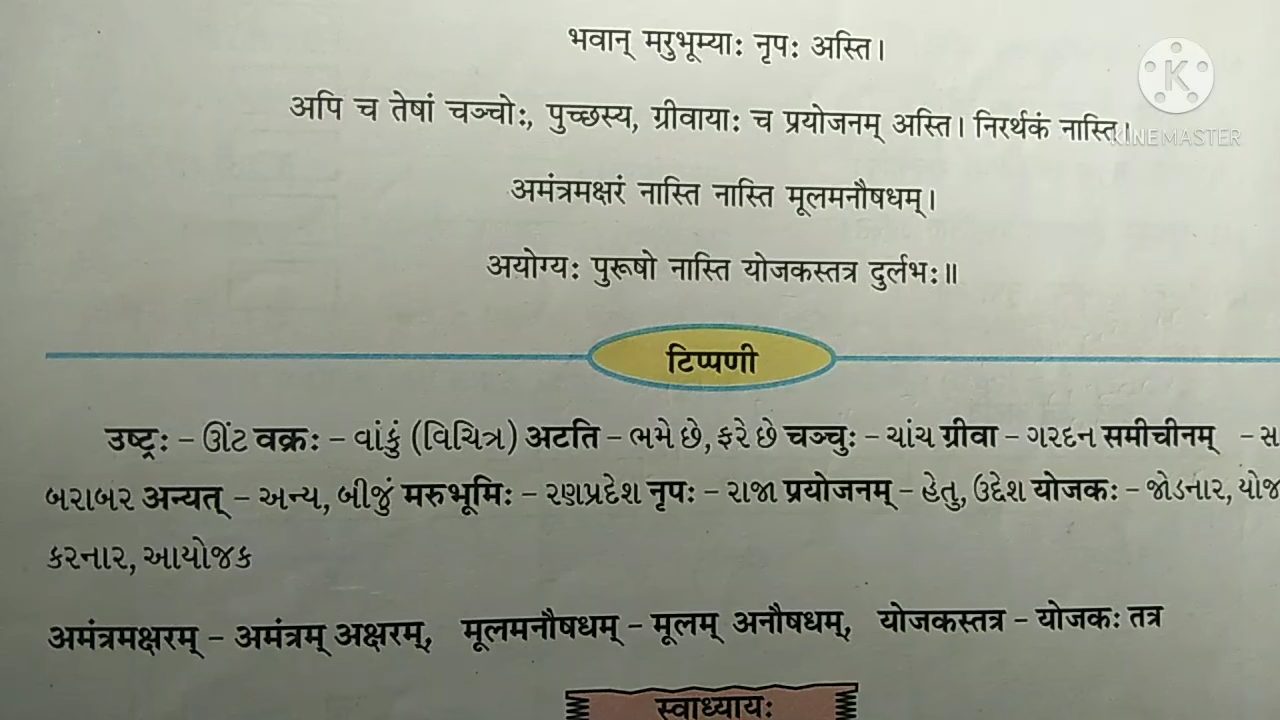 भवान् मरुभूम्याः नृपः अस्ति।
अपि च तेषां चञ्चोः, पुच्छस्य, ग्रीवायाः च प्रयोजनम् अस्ति। निरर्थकं नास्ति।
K
KINEMASTER
अमंत्रमक्षरं नास्ति नास्ति मूलमनौषधम्।
अयोग्यः पुरूषो नास्ति योजकस्तत्र दुर्लभः॥
टिप्पणी
उष्ट्रः – ઊંટ वक्रः – વાંકું (વિચિત્ર) अटति – ભમે છે, ફરે છે चञ्चुः – ચાંચ ग्रीवा – ગરદન समीचीनम् –
બરાબર अन्यत् – અન્ય, બીજું मरुभूमिः – રણપ્રદેશ नृपः – રાજા प्रयोजनम् – હેતુ, ઉદ્દેશ योजकः – જોડનાર,
કરનાર, આયોજક
अमंत्रमक्षरम् – अमंत्रम् अक्षरम्, मूलमनौषधम् – मूलम् अनौषधम्, योजकस्तत्र – योजकः तत्र
स्वाध्यायः